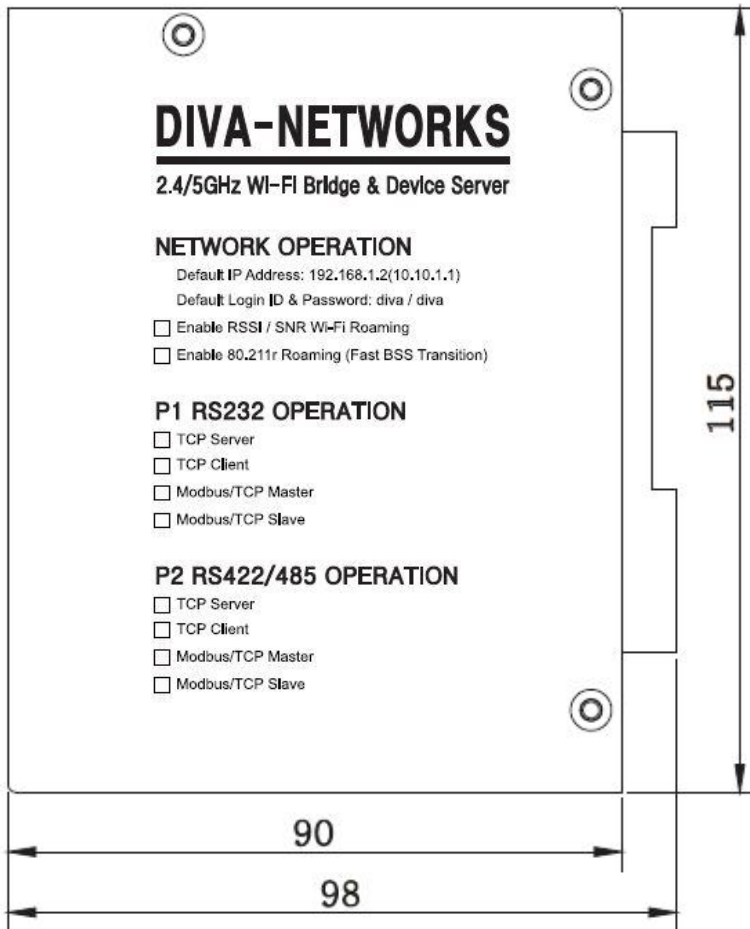 DIVA-NETWORKS
2.4/5GHz Wi-Fi Bridge & Device Server
NETWORK OPERATION
Default IP Address: 192.168.1.2(10.10.1.1)
Default Login ID & Password: diva / diva
Enable RSSI / SNR Wi-Fi Roaming
Enable 80.211r Roaming (Fast BSS Transition)
P1 RS232 OPERATION
TCP Server
TCP Client
Modbus/TCP Master
Modbus/TCP Slave
P2 RS422/485 OPERATION
TCP Server
TCP Client
Modbus/TCP Master
Modbus/TCP Slave
115
90
98